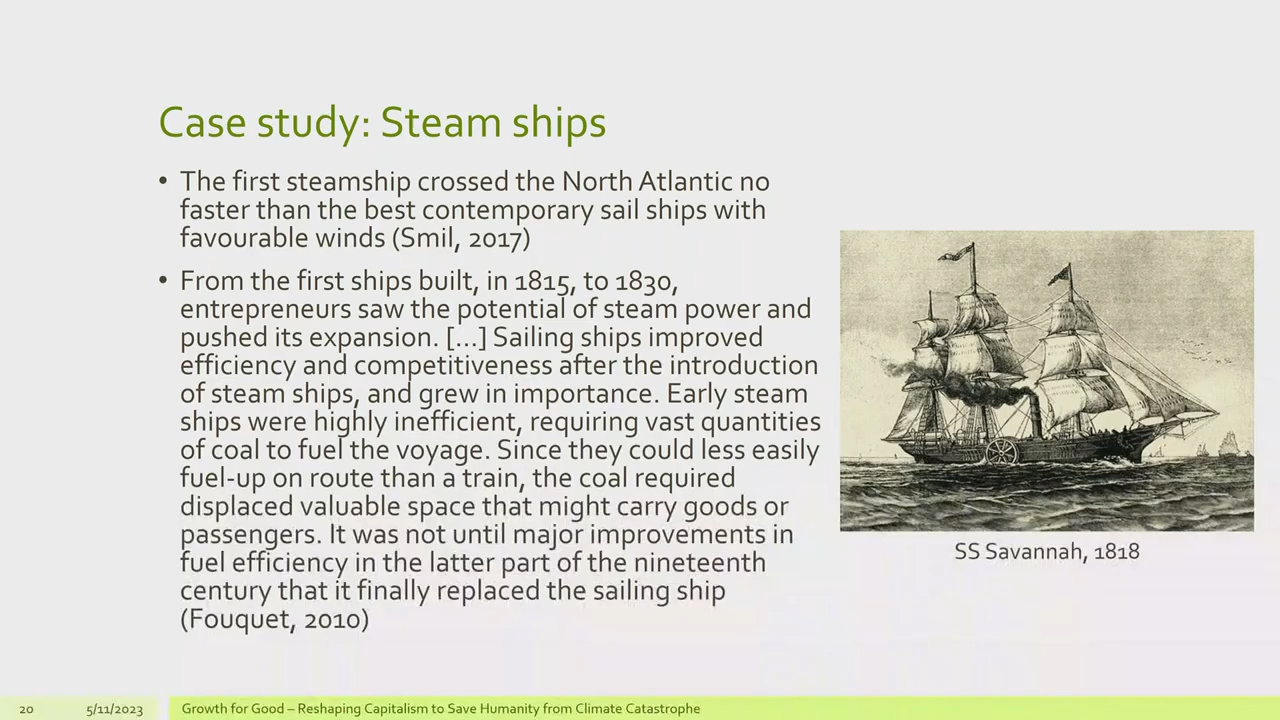 Case study: Steam ships
• The first steamship crossed the North Atlantic no
faster than the best contemporary sail ships with
favourable winds (Smil, 2017)
• From the first ships built, in 1815, to 1830,
entrepreneurs saw the potential of steam power and
pushed its expansion. [...] Sailing ships improved
efficiency and competitiveness after the introduction
of steam ships, and grew in importance. Early steam
ships were highly inefficient, requiring vast quantities
of coal to fuel the voyage. Since they could less easily
fuel-up on route than a train, the coal required
displaced valuable space that might carry goods or
passengers. It was not until major improvements in
fuel efficiency in the latter part of the nineteenth
century that it finally replaced the sailing ship
(Fouquet, 2010)
SS Savannah, 1818
20 5/11/2023 Growth for Good – Reshaping Capitalism to Save Humanity from Climate Catastrophe